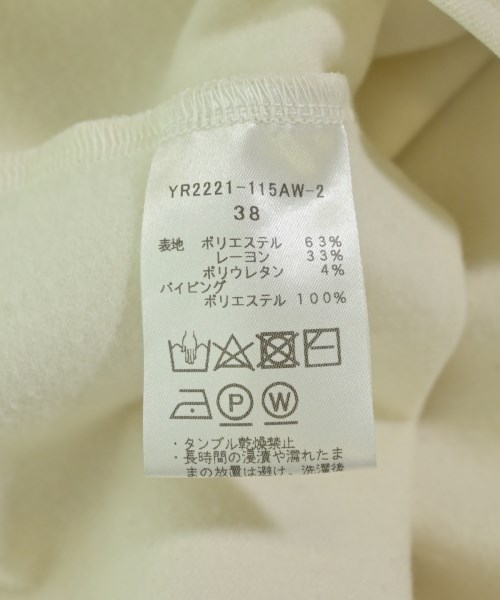 YR2221-115AW-2
38
表地 ポリエステル 63%
レーヨン 33%
ポリウレタン 4%
パイピング
ポリエステル 100%
P W
・タンブル乾燥禁止
・長時間の浸漬や濡れたま
まの放置は避け、洗濯後